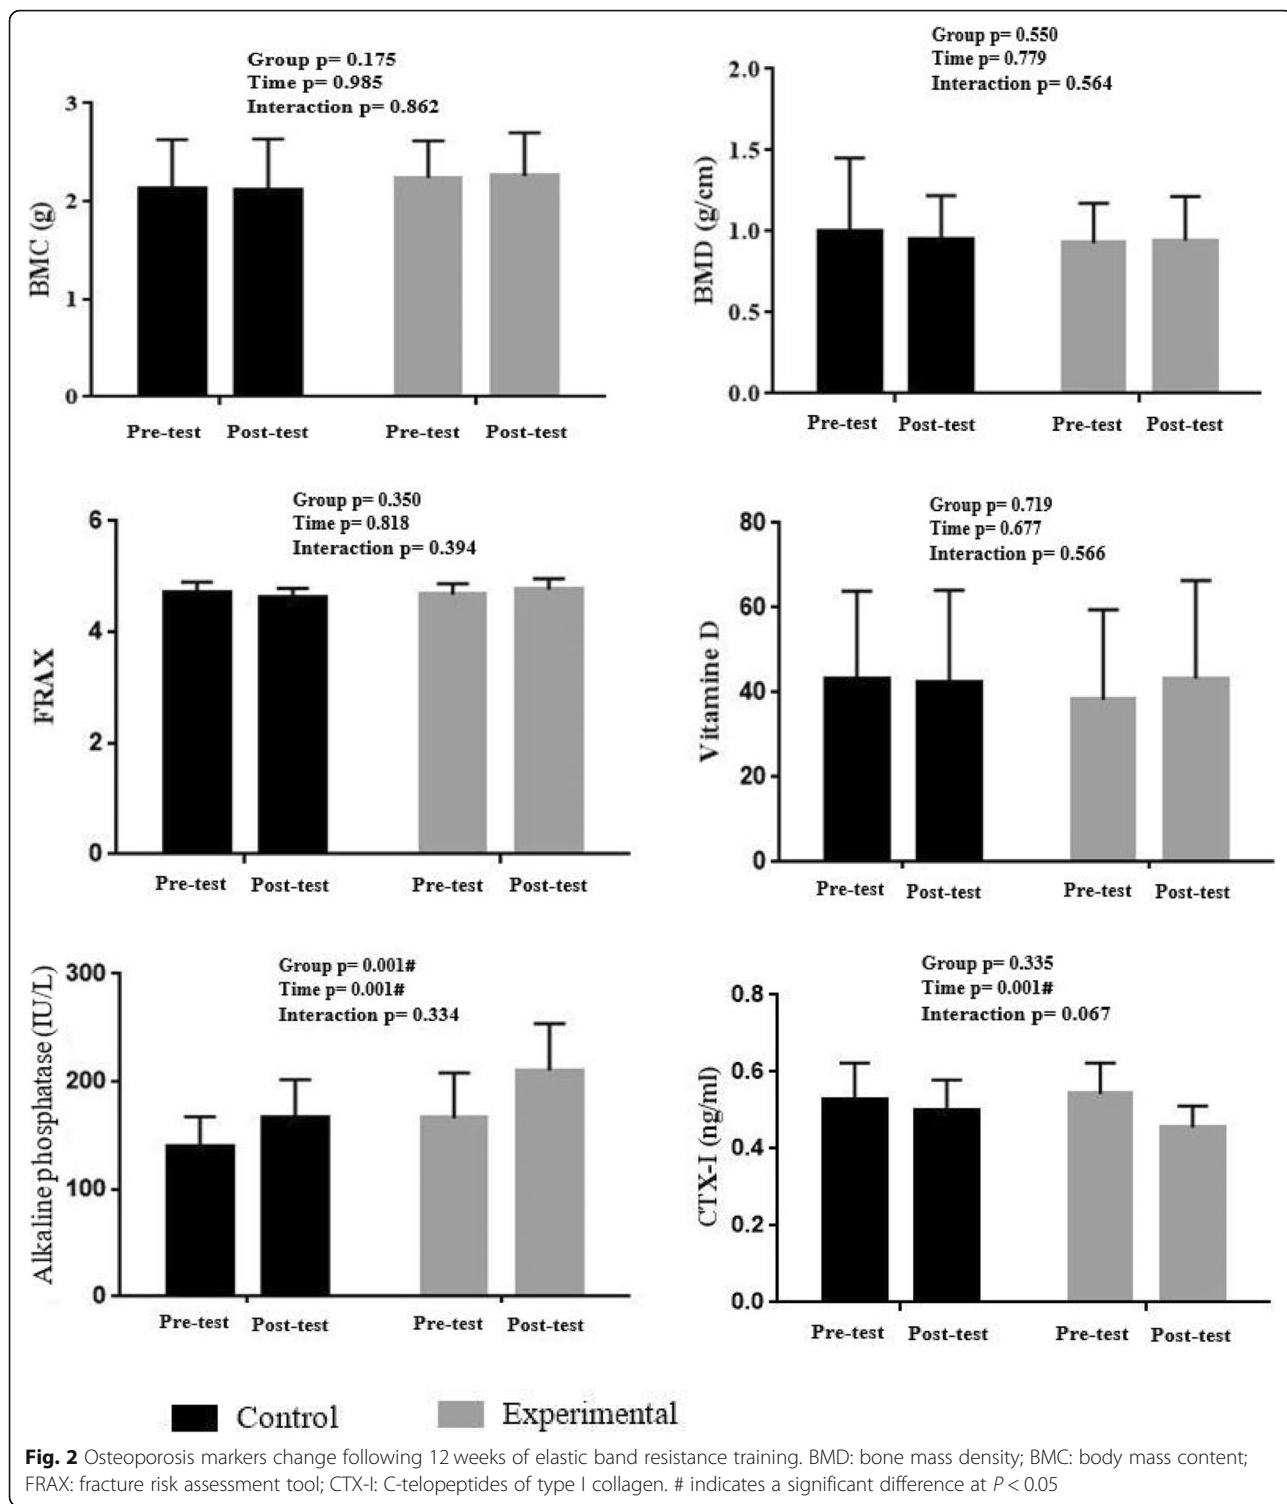 Group p= 0.175
Time p= 0.985
Interaction p= 0.862
BMC (g)
3
2
1
0
Pre-test Post-test Pre-test Post-test
Group p= 0.550
Time p= 0.779
Interaction p= 0.564
BMD (g/cm)
2.0
1.5
1.0
0.5
0.0
Pre-test Post-test Pre-test Post-test
Group p= 0.350
Time p= 0.818
Interaction p= 0.394
FRAX
6
4
2
0
Pre-test Post-test Pre-test Post-test
Group p= 0.719
Time p= 0.677
Interaction p= 0.566
Vitamine D
80
60
40
20
0
Pre-test Post-test Pre-test Post-test
Group p= 0.001#
Time p= 0.001#
Interaction p= 0.334
Alkaline phosphatase (IU/L)
300
200
100
0
Pre-test Post-test Pre-test Post-test
Group p= 0.335
Time p= 0.001#
Interaction p= 0.067
CTX-I (ng/ml)
0.8
0.6
0.4
0.2
0.0
Pre-test Post-test Pre-test Post-test
Control Experimental
Fig. 2 Osteoporosis markers change following 12 weeks of elastic band resistance training. BMD: bone mass density; BMC: body mass content;
FRAX: fracture risk assessment tool; CTX-I: C-telopeptides of type I collagen. # indicates a significant difference at P < 0.05